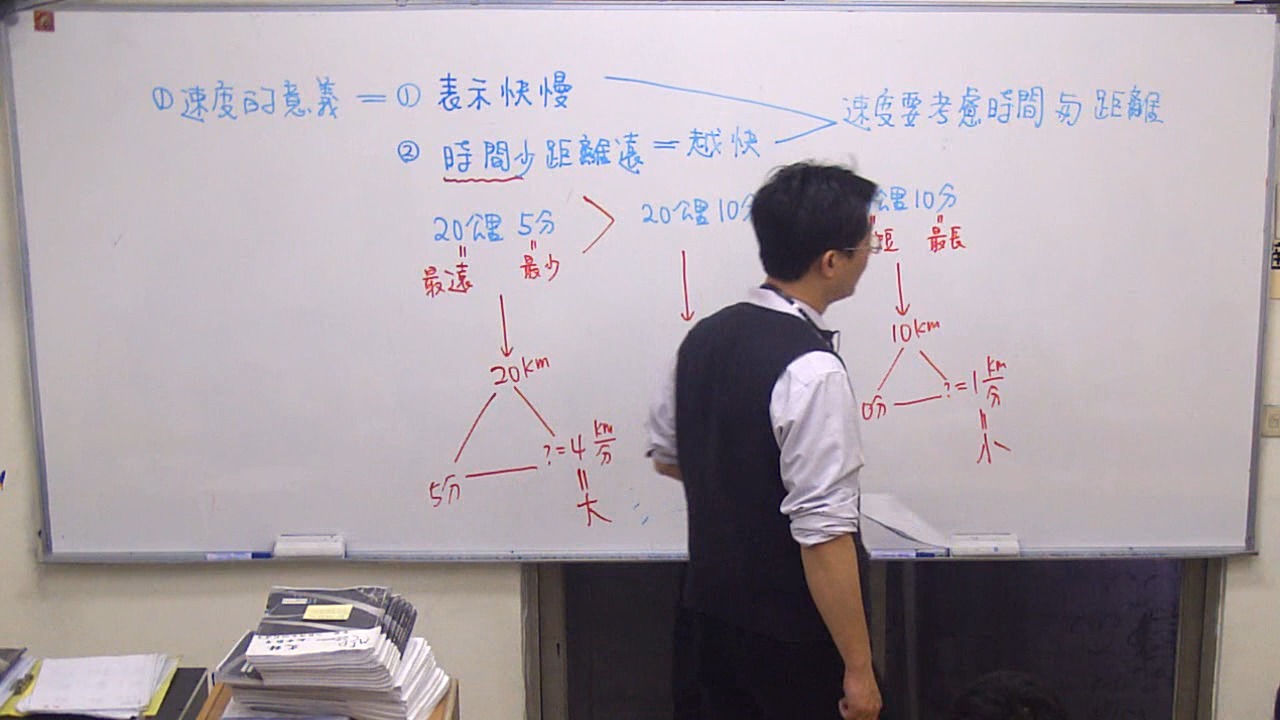 ① 速度的意義 = ① 表示快慢
② 時間少距離遠 = 越快
速度要考慮時間與距離
20公里 5分 > 20公里 10分
公里 10分
= 最遠
= 最少
短
= 最長
20km
5分
? = 4 km/分
= 大
10km
0分
? = 1 km/分
= 小